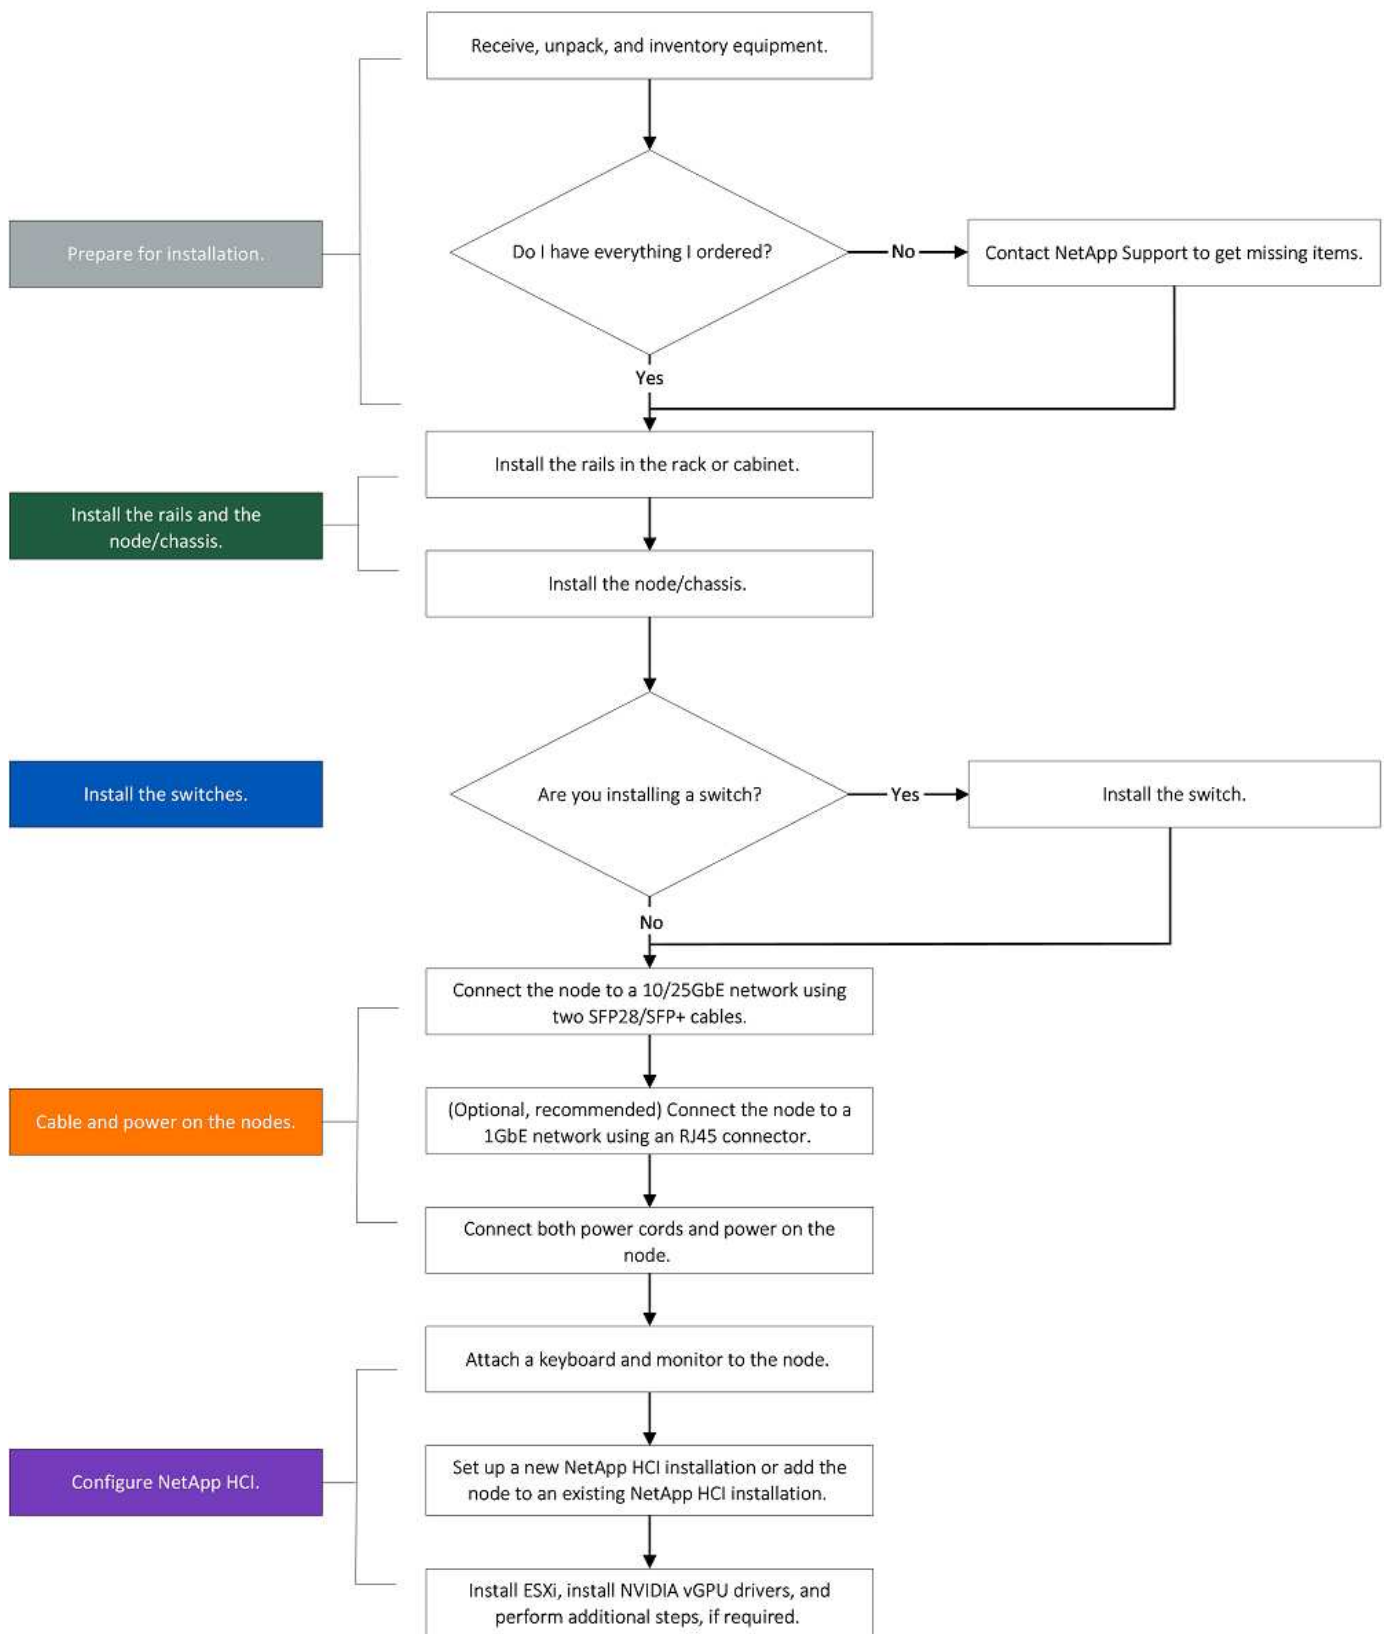 Receive, unpack, and inventory equipment.
Prepare for installation.
Do I have everything I ordered?
No
Contact NetApp Support to get missing items.
Yes
Install the rails in the rack or cabinet.
Install the rails and the
node/chassis.
Install the node/chassis.
Install the switches.
Are you installing a switch?
Yes
Install the switch.
No
Connect the node to a 10/25GbE network using
two SFP28/SFP+ cables.
Cable and power on the nodes.
(Optional, recommended) Connect the node to a
1GbE network using an RJ45 connector.
Connect both power cords and power on the
node.
Attach a keyboard and monitor to the node.
Configure NetApp HCI.
Set up a new NetApp HCI installation or add the
node to an existing NetApp HCI installation.
Install ESXi, install NVIDIA vGPU drivers, and
perform additional steps, if required.